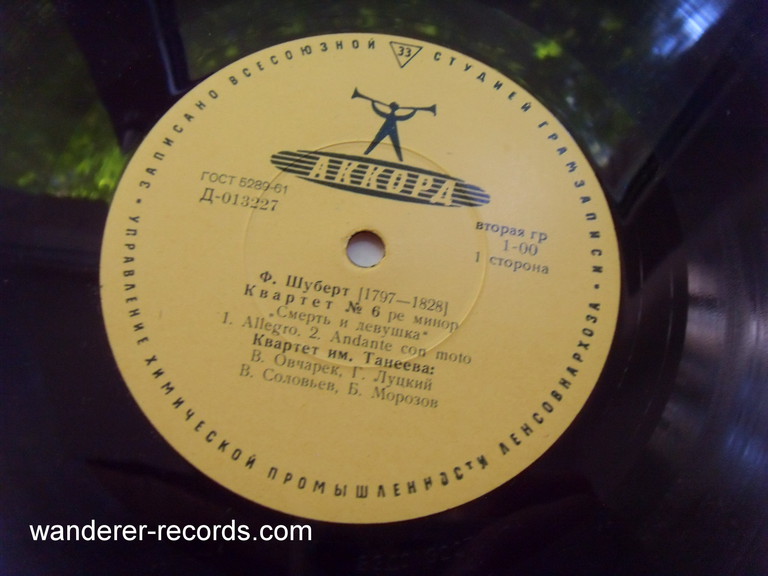 ЗАПИСАНО ВСЕСОЮЗНОЙ 33 СТУДИЕЙ ГРАМЗАПИСИ
АККОРД
ГОСТ 5289-61
Д-013227
вторая гр
1-00
1 сторона
Ф. Шуберт [1797—1828]
Квартет № 6 ре минор
„Смерть и девушка“
1. Allegro. 2. Andante con moto
Квартет им. Танеева:
В. Овчарек, Г. Луцкий
В. Соловьев, Б. Морозов
• УПРАВЛЕНИЕ ХИМИЧЕСКОЙ ПРОМЫШЛЕННОСТИ ЛЕНСОВНАРХОЗА •
wanderer-records.com